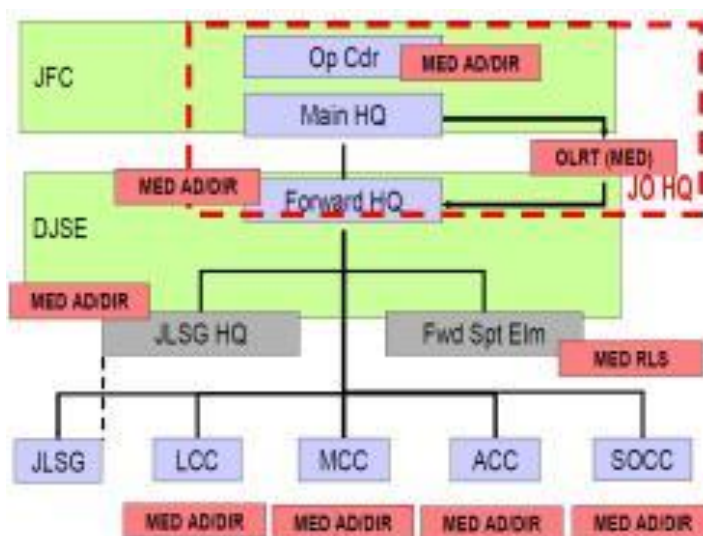 Op Cdr
MED AD/DIR
JFC
Main HQ
OLRT (MED)
MED AD/DIR
JO HQ
Forward HQ
DJSE
MED AD/DIR
JLSG HQ
Fwd Spt Elm
MED RLS
JLSG
LCC
MCC
ACC
SOCC
MED AD/DIR
MED AD/DIR
MED AD/DIR
MED AD/DIR